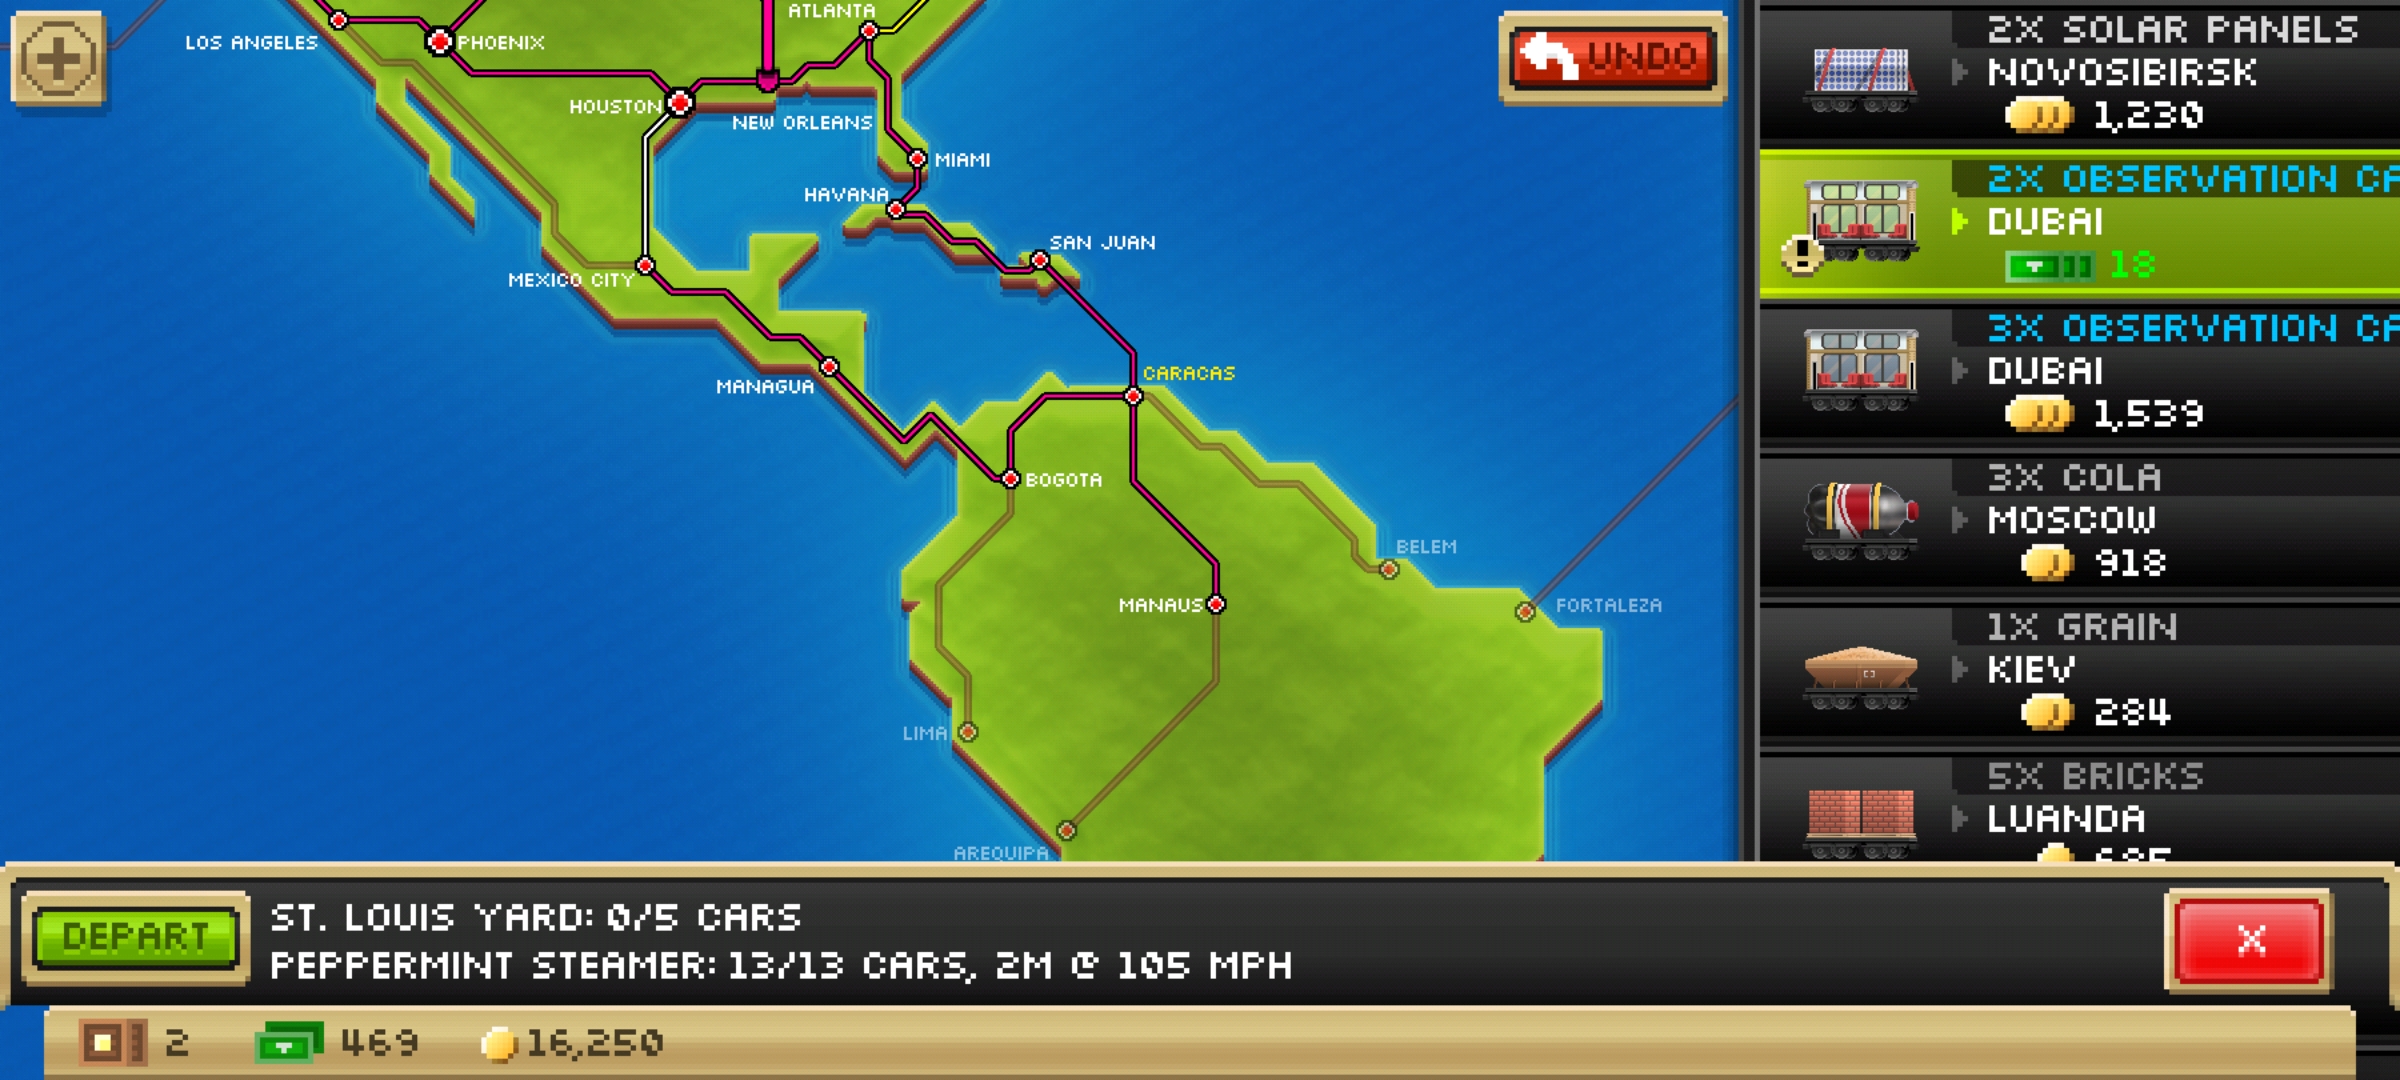 ATLANTA
LOS ANGELES
PHOENIX
HOUSTON
NEW ORLEANS
MIAMI
HAVANA
SAN JUAN
MEXICO CITY
CARACAS
MANAGUA
BOGOTA
BELEM
MANAUS
FORTALEZA
LIMA
AREQUIPA
UNDO
2X SOLAR PANELS
NOVOSIBIRSK
1,230
2X OBSERVATION CA
DUBAI
18
3X OBSERVATION CA
DUBAI
1,539
3X COLA
MOSCOW
918
1X GRAIN
KIEV
284
5X BRICKS
LUANDA
DEPART
ST. LOUIS YARD: 0/5 CARS
PEPPERMINT STEAMER: 13/13 CARS, 2M @ 105 MPH
X
2
469
16,250